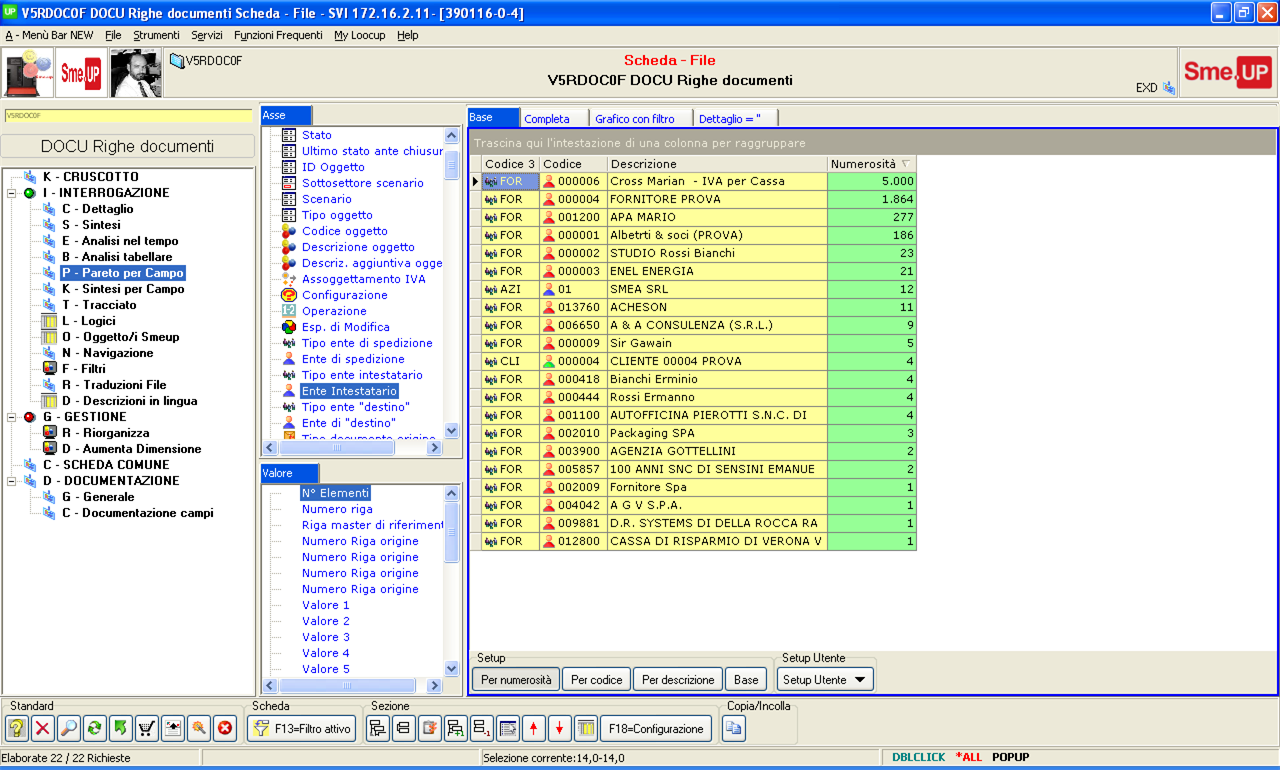 V5RDOC0F DOCU Righe documenti Scheda - File - SVI 172.16.2.11- [390116-0-4]
A - Menù Bar NEW File Strumenti Servizi Funzioni Frequenti My Loocup Help
V5RDOC0F
Scheda - File
V5RDOC0F DOCU Righe documenti
EXD
Sme.UP
Sme.UP
V5RDOC0F
DOCU Righe documenti
K - CRUSCOTTO
I - INTERROGAZIONE
C - Dettaglio
S - Sintesi
E - Analisi nel tempo
B - Analisi tabellare
P - Pareto per Campo
K - Sintesi per Campo
T - Tracciato
L - Logici
O - Oggetto/i Smeup
N - Navigazione
F - Filtri
R - Traduzioni File
D - Descrizioni in lingua
G - GESTIONE
R - Riorganizza
D - Aumenta Dimensione
C - SCHEDA COMUNE
D - DOCUMENTAZIONE
G - Generale
C - Documentazione campi
Asse
Stato
Ultimo stato ante chiusur
ID Oggetto
Sottosettore scenario
Scenario
Tipo oggetto
Codice oggetto
Descrizione oggetto
Descriz. aggiuntiva ogge
Assoggettamento IVA
Configurazione
Operazione
Esp. di Modifica
Tipo ente di spedizione
Ente di spedizione
Tipo ente intestatario
Ente Intestatario
Tipo ente "destino"
Ente di "destino"
Tipo documento origine
Valore
N° Elementi
Numero riga
Riga master di riferiment
Numero Riga origine
Numero Riga origine
Numero Riga origine
Numero Riga origine
Valore 1
Valore 2
Valore 3
Valore 4
Valore 5
Base Completa Grafico con filtro Dettaglio = "
Trascina qui l'intestazione di una colonna per raggruppare
Codice 3 Codice Descrizione Numerosità
FOR 000006 Cross Marian - IVA per Cassa 5.000
FOR 000004 FORNITORE PROVA 1.864
FOR 001200 APA MARIO 277
FOR 000001 Albetrti & soci (PROVA) 186
FOR 000002 STUDIO Rossi Bianchi 23
FOR 000003 ENEL ENERGIA 21
AZI 01 SMEA SRL 12
FOR 013760 ACHESON 11
FOR 006650 A & A CONSULENZA (S.R.L.) 9
FOR 000009 Sir Gawain 5
CLI 000004 CLIENTE 00004 PROVA 4
FOR 000418 Bianchi Erminio 4
FOR 000444 Rossi Ermanno 4
FOR 001100 AUTOFFICINA PIEROTTI S.N.C. DI 4
FOR 002010 Packaging SPA 3
FOR 003900 AGENZIA GOTTELLINI 2
FOR 005857 100 ANNI SNC DI SENSINI EMANUE 2
FOR 002009 Fornitore Spa 1
FOR 004042 A G V S.P.A. 1
FOR 009881 D.R. SYSTEMS DI DELLA ROCCA RA 1
FOR 012800 CASSA DI RISPARMIO DI VERONA V 1
Setup Setup Utente
Per numerosità Per codice Per descrizione Base Setup Utente
Standard Scheda Sezione Copia/Incolla
F13=Filtro attivo F18=Configurazione
Elaborate 22 / 22 Richieste Selezione corrente:14,0-14,0 DBLCLICK *ALL POPUP